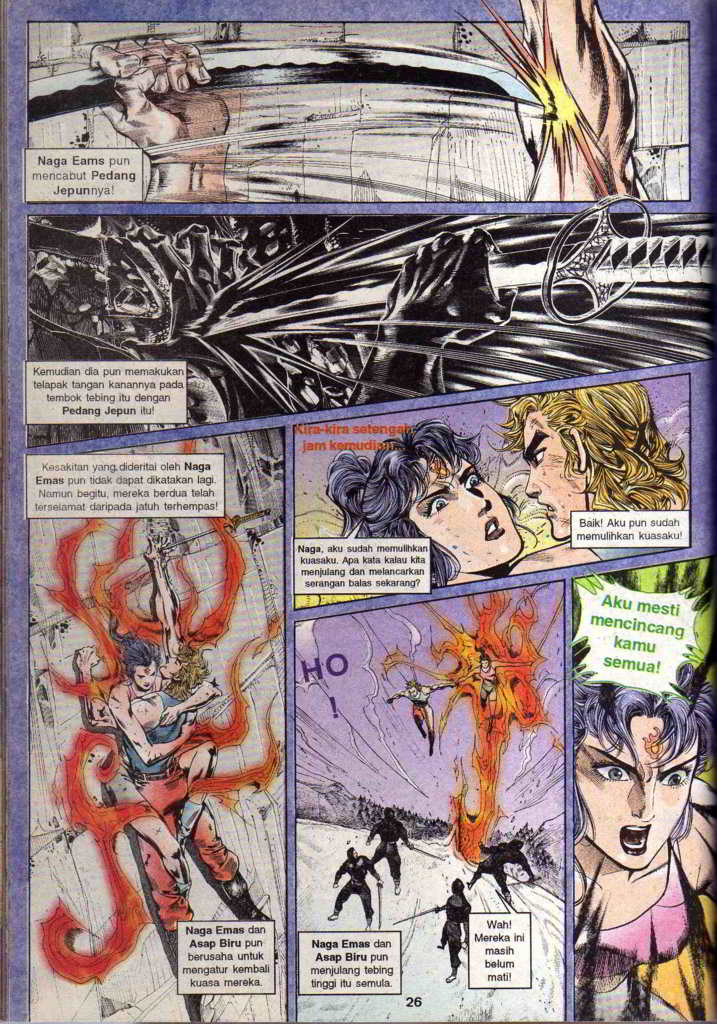 Naga Eams pun
mencabut Pedang
Jepunnya!
Kemudian dia pun memakukan
telapak tangan kanannya pada
tembok tebing itu dengan
Pedang Jepun itu!
Kesakitan yang dideritai oleh Naga
Emas pun tidak dapat dikatakan lagi.
Namun begitu, mereka berdua telah
terselamat daripada jatuh terhempas!
Kira-kira setengah
jam kemudian...
Naga, aku sudah memulihkan
kuasaku. Apa kata kalau kita
menjulang dan melancarkan
serangan balas sekarang?
Baik! Aku pun sudah
memulihkan kuasaku!
Naga Emas dan
Asap Biru pun
berusaha untuk
mengatur kembali
kuasa mereka.
HO
!
Naga Emas dan
Asap Biru pun
menjulang tebing
tinggi itu semula.
Wah!
Mereka ini
masih
belum
mati!
Aku mesti
mencincang
kamu
semua!
26